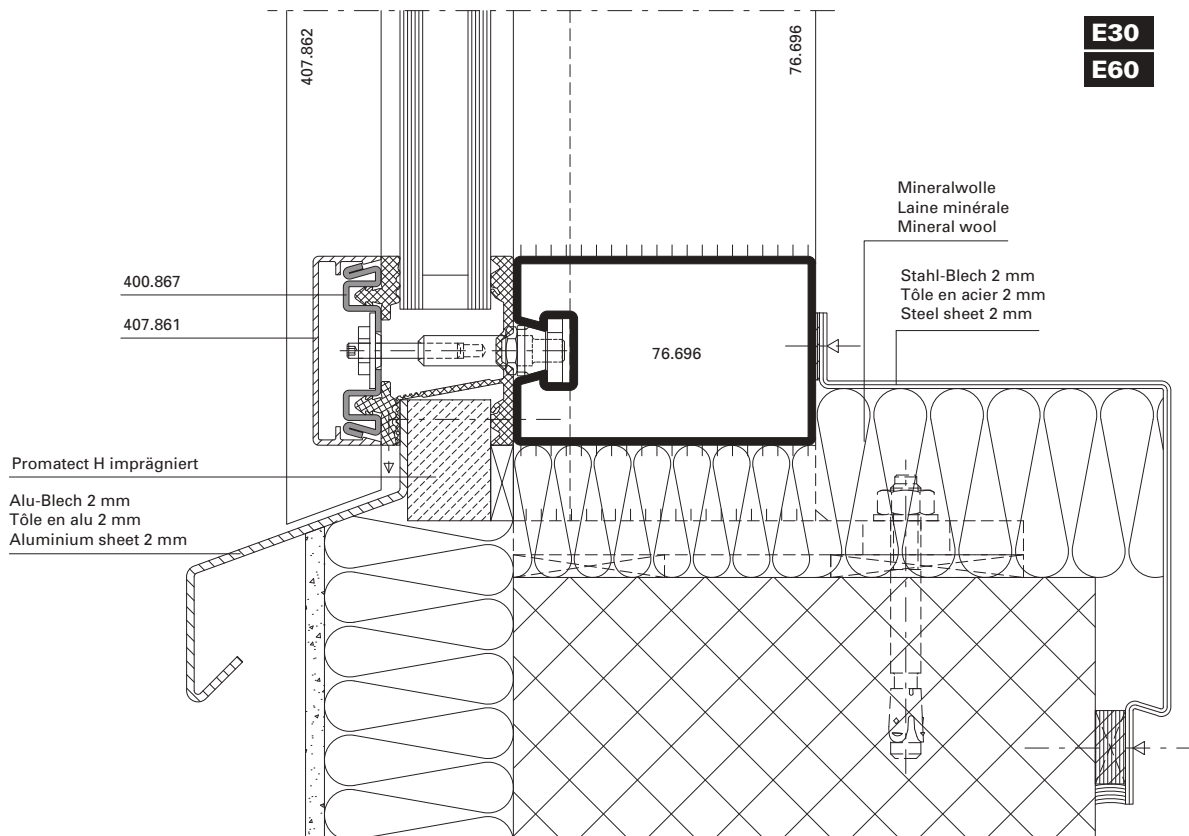 407.862
76.696
E30
E60
Mineralwolle
Laine minérale
Mineral wool
400.867
Stahl-Blech 2 mm
Tôle en acier 2 mm
Steel sheet 2 mm
407.861
76.696
Promatect H imprägniert
Alu-Blech 2 mm
Tôle en alu 2 mm
Aluminium sheet 2 mm